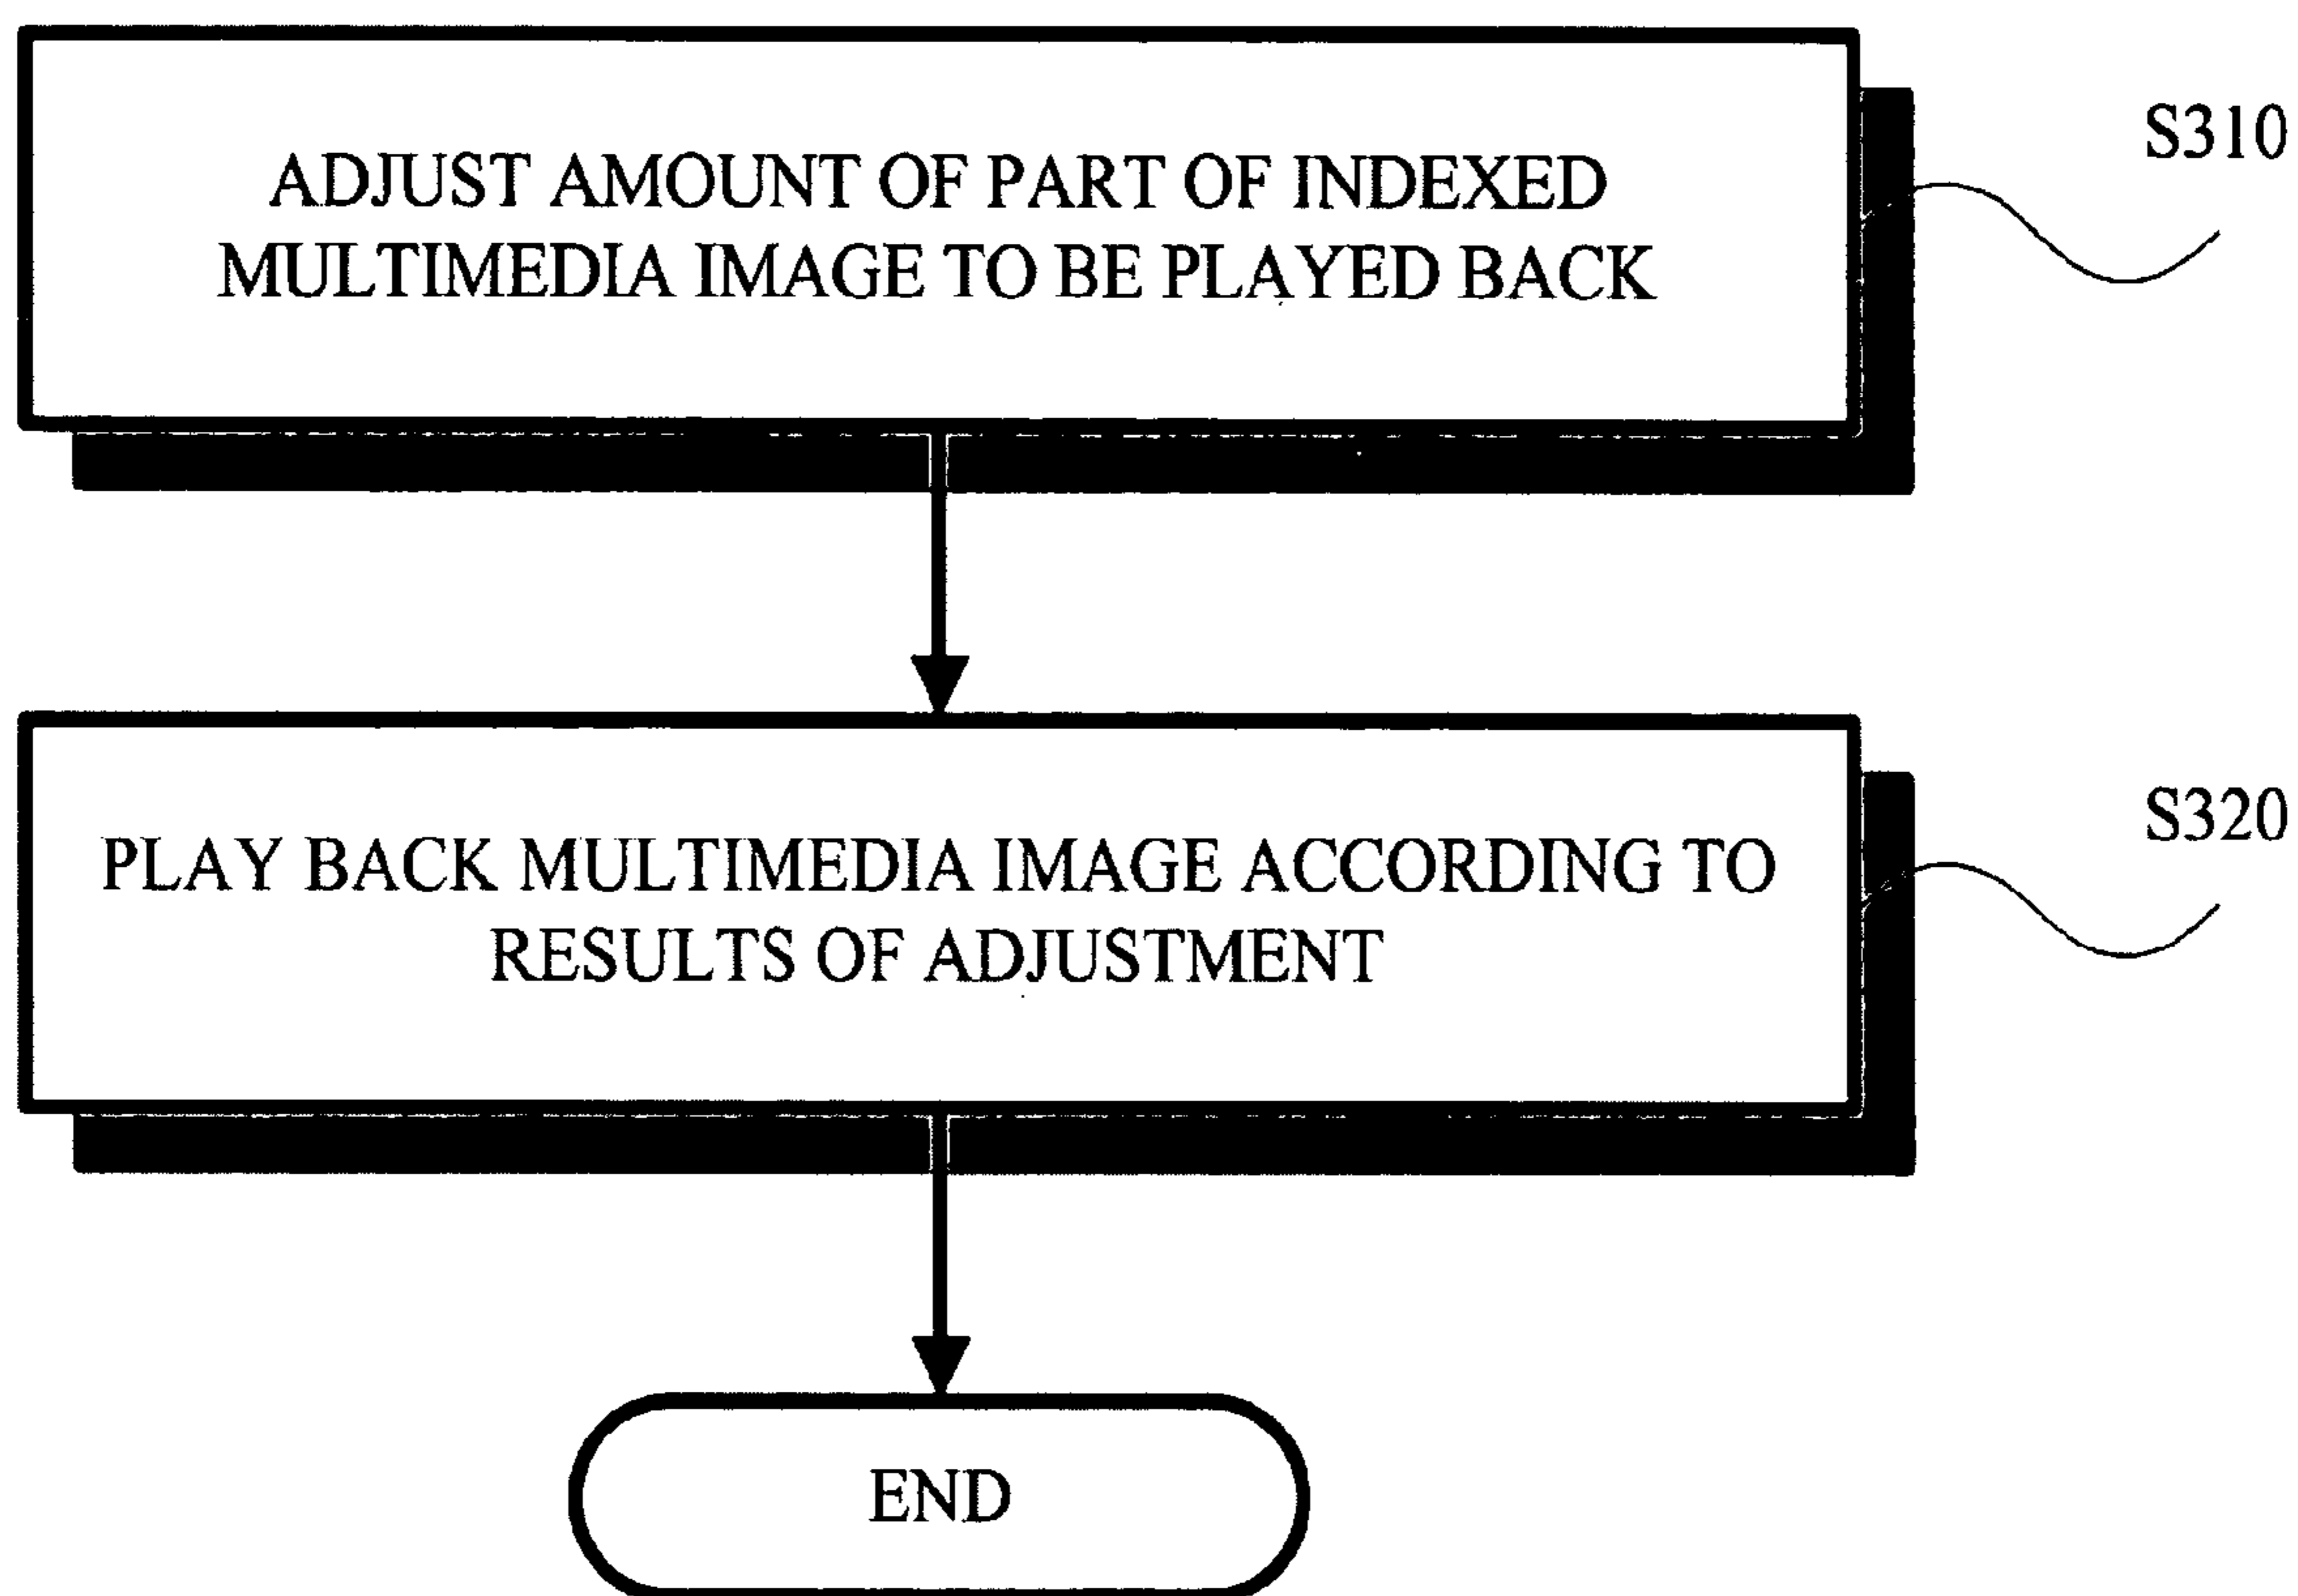 S310
ADJUST AMOUNT OF PART OF INDEXED
MULTIMEDIA IMAGE TO BE PLAYED BACK
S320
PLAY BACK MULTIMEDIA IMAGE ACCORDING TO
RESULTS OF ADJUSTMENT
END